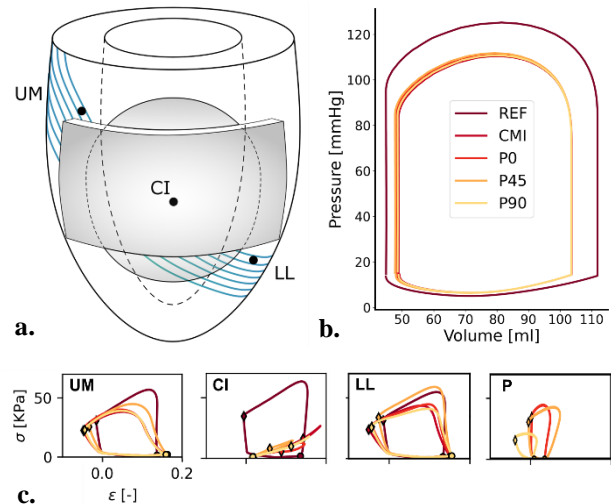 UM
CI
LL
a.
Pressure [mmHg]
120
100
80
60
40
20
0
REF
CMI
P0
P45
P90
50
60
70
80
90
100
110
Volume [ml]
b.
σ [KPa]
50
0
UM
CI
LL
P
0.0
0.2
ε [-]
c.